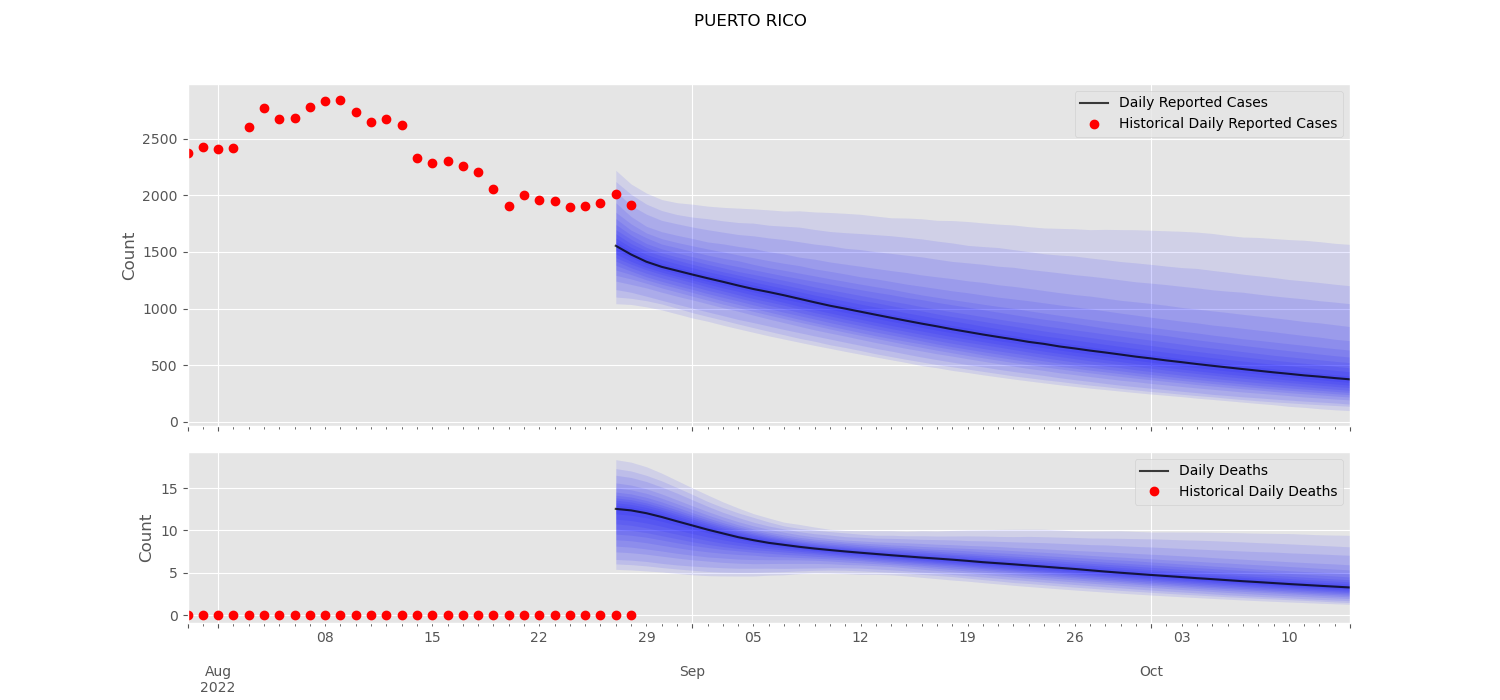 PUERTO RICO
Daily Reported Cases
Historical Daily Reported Cases
Count
2500
2000
1500
1000
500
0
Daily Deaths
Historical Daily Deaths
Count
15
10
5
0
08 15 22 29 05 12 19 26 03 10
Aug Sep Oct
2022